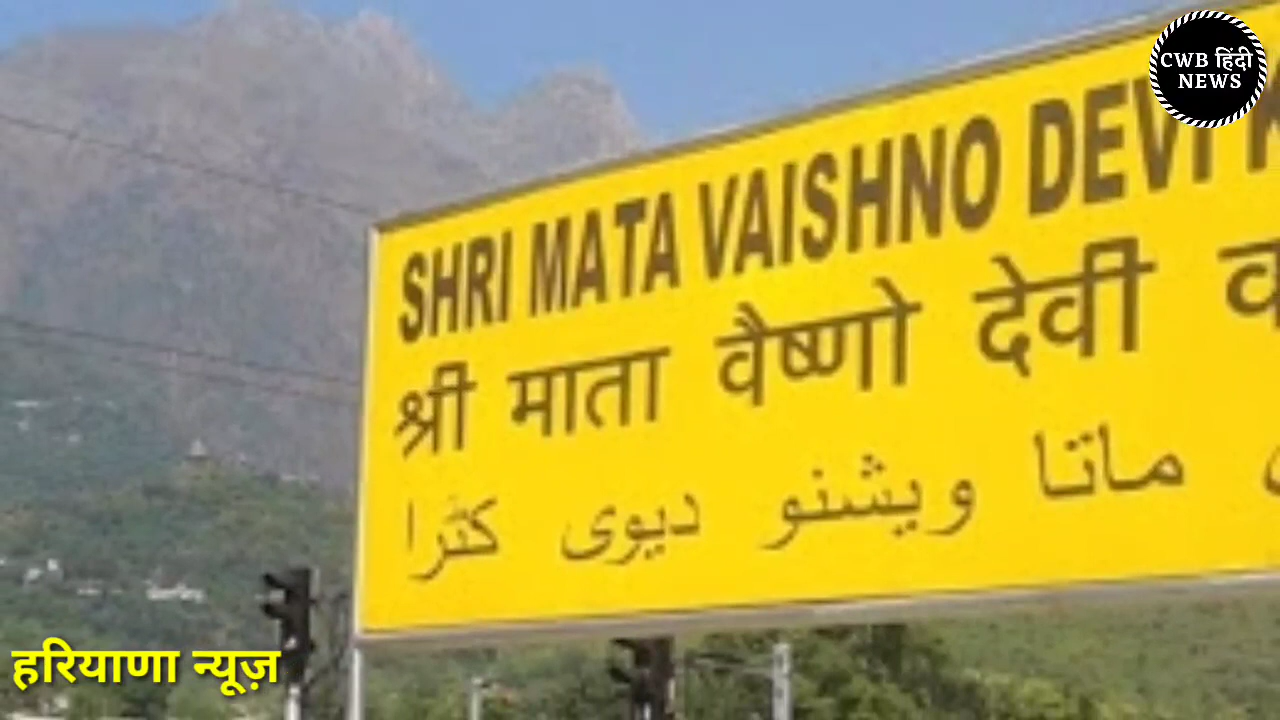 CWB हिंदी
NEWS
SHRI MATA VAISHNO DEVI
श्री माता वैष्णो देवी
ماتا ویشنو دیوی کٹرا
हरियाणा न्यूज़